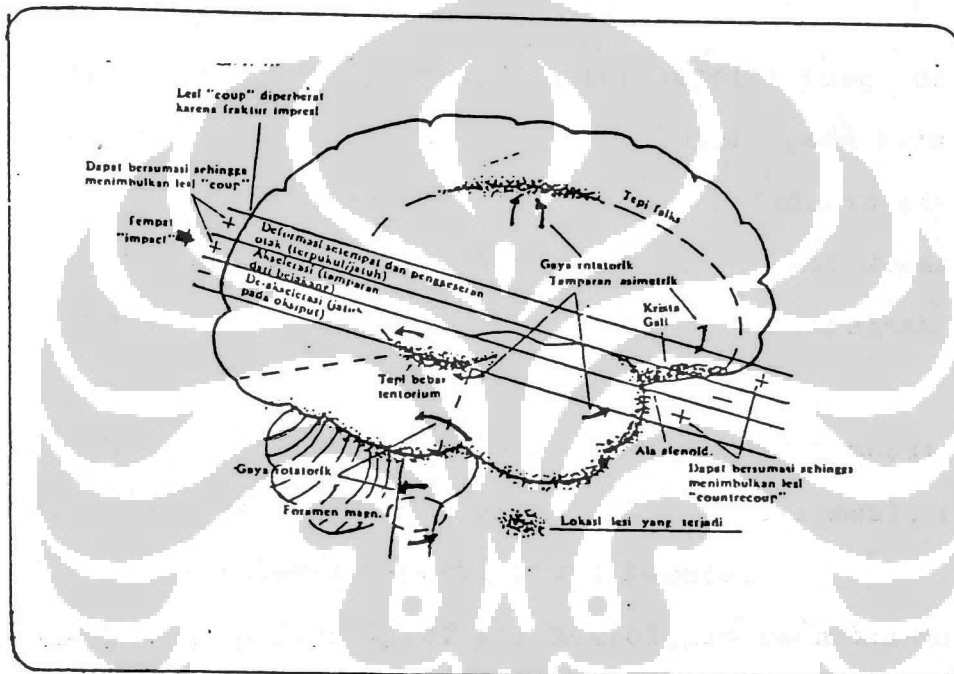 Lesi "coup" diperberat
karena fraktur impresi
Dapat bersumasi sehingga
menimbulkan lesi "coup"
Tempat
"impact"
Deformasi setempat dan penggeseran
otak (terpukul/jatuh)
Akselerasi (tamparan
dari belakang)
De-akselerasi (jatuh
pada oksiput)
Tepi falks
Gaya rotatorik
Tamparan asimetrik
Krista
Gali
Tepi bebas
tentorium
Gaya rotatorik
Foramen magn.
Ala sfenoid.
Dapat bersumasi sehingga
menimbulkan lesi
"countrecoup"
Lokasi lesi yang terjadi